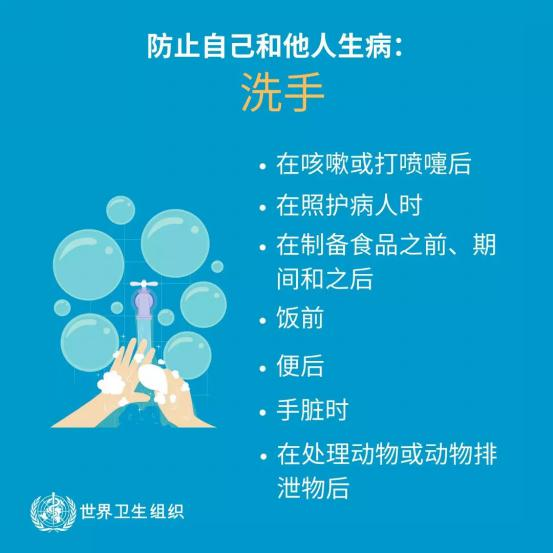 防止自己和他人生病：
洗手
• 在咳嗽或打喷嚏后
• 在照护病人时
• 在制备食品之前、期
间和之后
• 饭前
• 便后
• 手脏时
• 在处理动物或动物排
泄物后
世界卫生组织